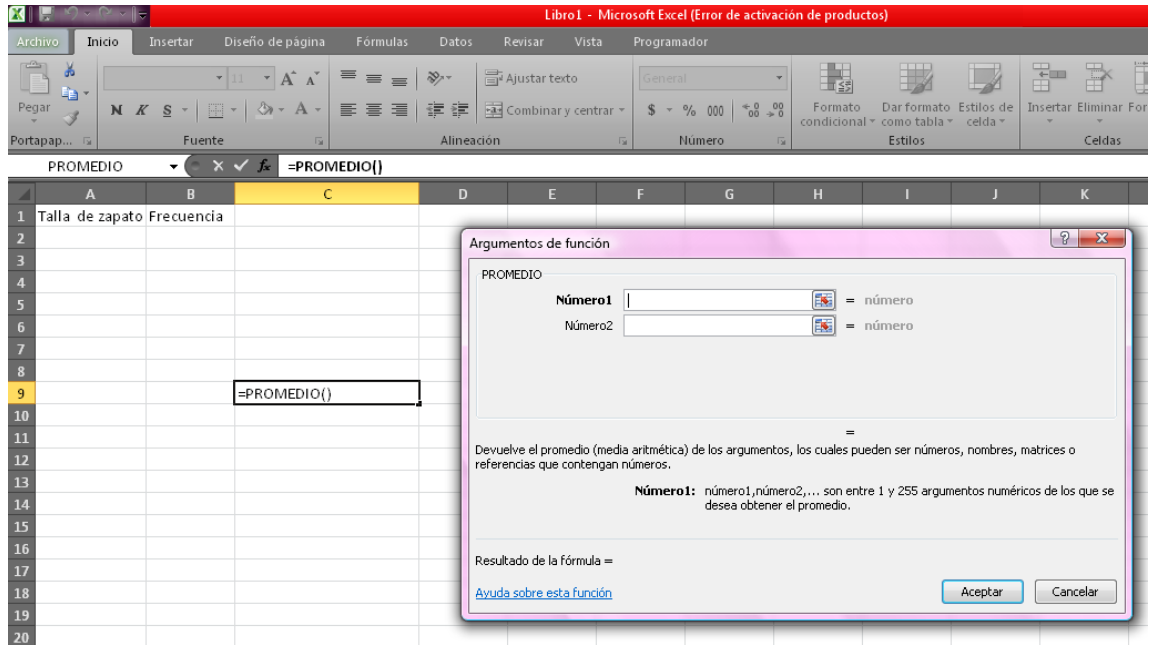 Libro1 - Microsoft Excel (Error de activación de productos)
Archivo Inicio Insertar Diseño de página Fórmulas Datos Revisar Vista Programador
11 A A Ajustar texto General
Pegar N K S A Combinar y centrar $ % 000 Formato condicional Dar formato como tabla Estilos de celda Insertar Eliminar For
Portapap... Fuente Alineación Número Estilos Celdas
PROMEDIO fx =PROMEDIO()
A B C D E F G H I J K
1 Talla de zapato Frecuencia
2
3
4
5
6
7
8
9 =PROMEDIO()
10
11
12
13
14
15
16
17
18
19
20
Argumentos de función
PROMEDIO
Número1 = número
Número2 = número
=
Devuelve el promedio (media aritmética) de los argumentos, los cuales pueden ser números, nombres, matrices o
referencias que contengan números.
Número1: número1,número2,... son entre 1 y 255 argumentos numéricos de los que se
desea obtener el promedio.
Resultado de la fórmula =
Ayuda sobre esta función Aceptar Cancelar